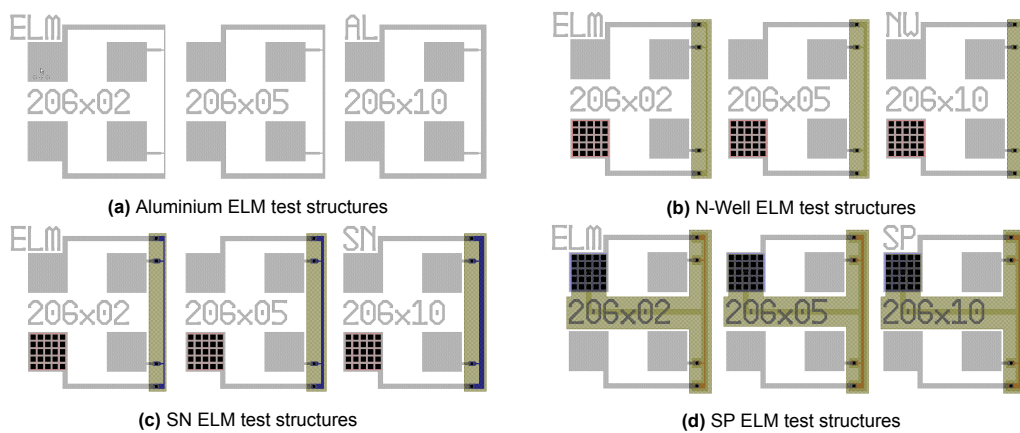 ELM AL
206x02 206x05 206x10
(a) Aluminium ELM test structures
ELM NW
206x02 206x05 206x10
(b) N-Well ELM test structures
ELM SN
206x02 206x05 206x10
(c) SN ELM test structures
ELM SP
206x02 206x05 206x10
(d) SP ELM test structures